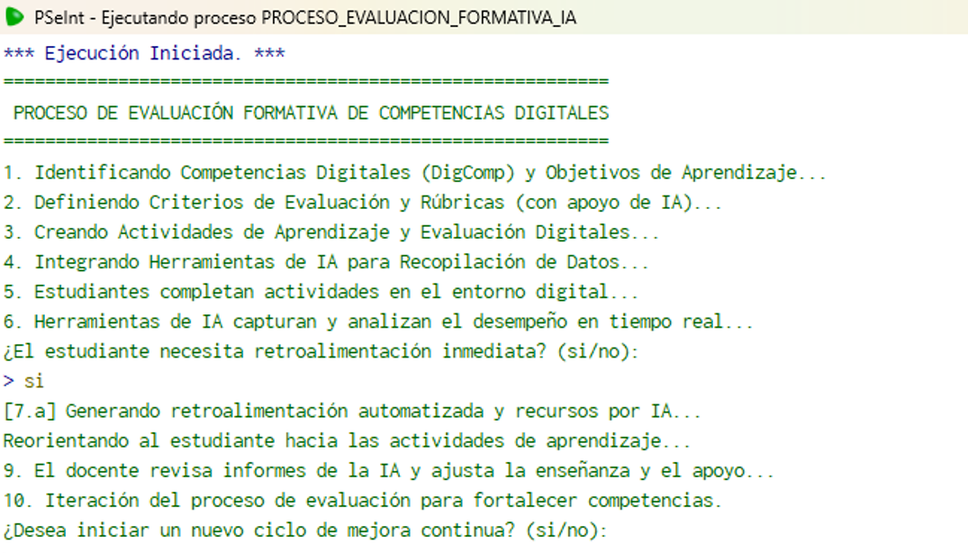 PSeInt - Ejecutando proceso PROCESO_EVALUACION_FORMATIVA_IA
*** Ejecución Iniciada. ***
==========================================================
PROCESO DE EVALUACIÓN FORMATIVA DE COMPETENCIAS DIGITALES
==========================================================
1. Identificando Competencias Digitales (DigComp) y Objetivos de Aprendizaje...
2. Definiendo Criterios de Evaluación y Rúbricas (con apoyo de IA)...
3. Creando Actividades de Aprendizaje y Evaluación Digitales...
4. Integrando Herramientas de IA para Recopilación de Datos...
5. Estudiantes completan actividades en el entorno digital...
6. Herramientas de IA capturan y analizan el desempeño en tiempo real...
¿El estudiante necesita retroalimentación inmediata? (si/no):
> si
[7.a] Generando retroalimentación automatizada y recursos por IA...
Reorientando al estudiante hacia las actividades de aprendizaje...
9. El docente revisa informes de la IA y ajusta la enseñanza y el apoyo...
10. Iteración del proceso de evaluación para fortalecer competencias.
¿Desea iniciar un nuevo ciclo de mejora continua? (si/no):